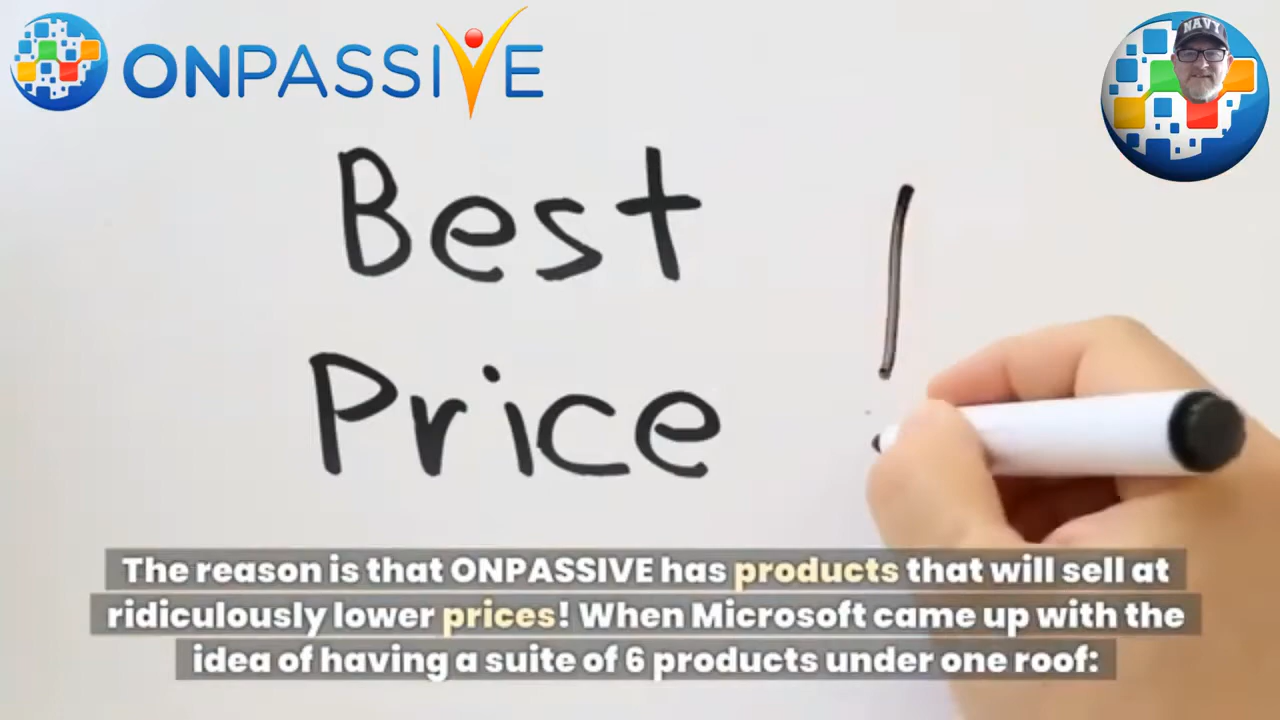 ONPASSIVE
NAVY
Best
Price
The reason is that ONPASSIVE has products that will sell at
ridiculously lower prices! When Microsoft came up with the
idea of having a suite of 6 products under one roof: